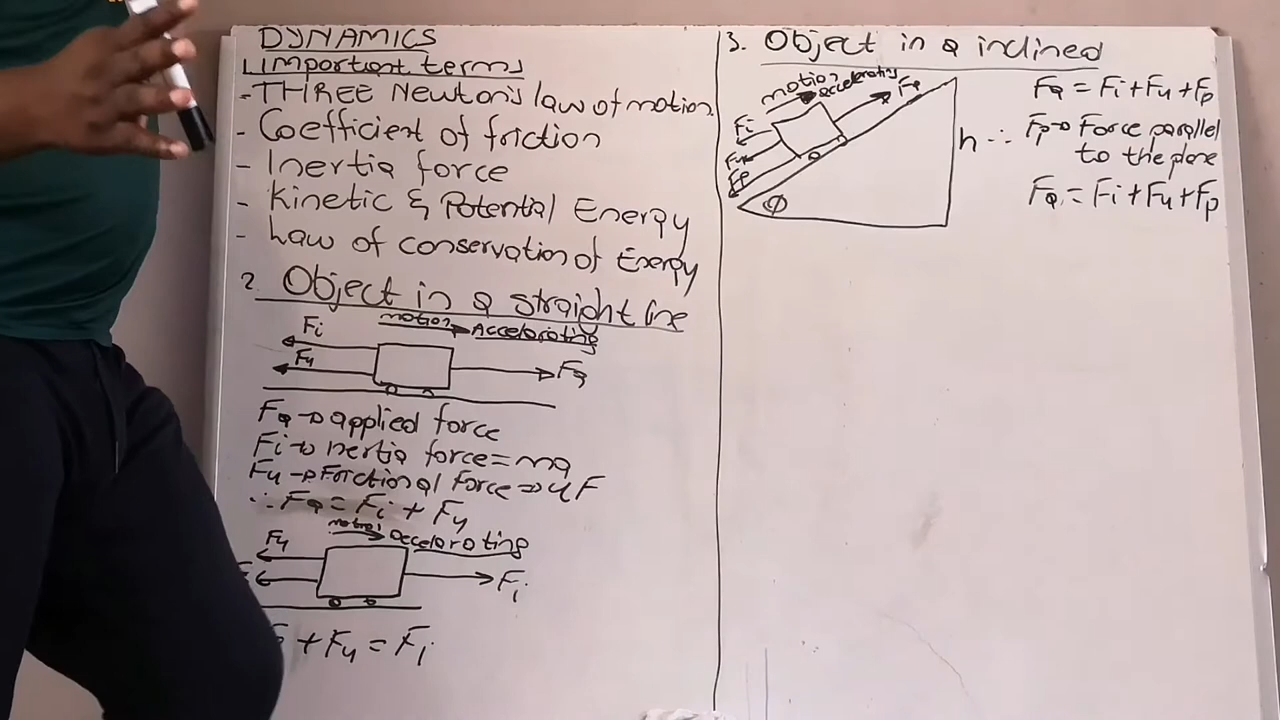 DYNAMICS
1. Important terms
- THREE Newton's law of motion.
- Coefficient of friction
- Inertia force
- Kinetic & Potential Energy
- Law of conservation of Energy
2. Object in a straight line
motion
Accelerating
Fi
Fu
Fa
Fa → applied force
Fi → inertia force = ma
Fu → Frictional force => uF
∴ Fa = Fi + Fu
motion
accelerating
Fu
Fi
+ Fu = Fi
3. Object in a inclined
motion
accelerating
Fa
Fi
Fu
Fp
Φ
h
Fa = Fi + Fu + Fp
∴ Fp → Force parallel
to the plane
Fa = Fi + Fu + Fp